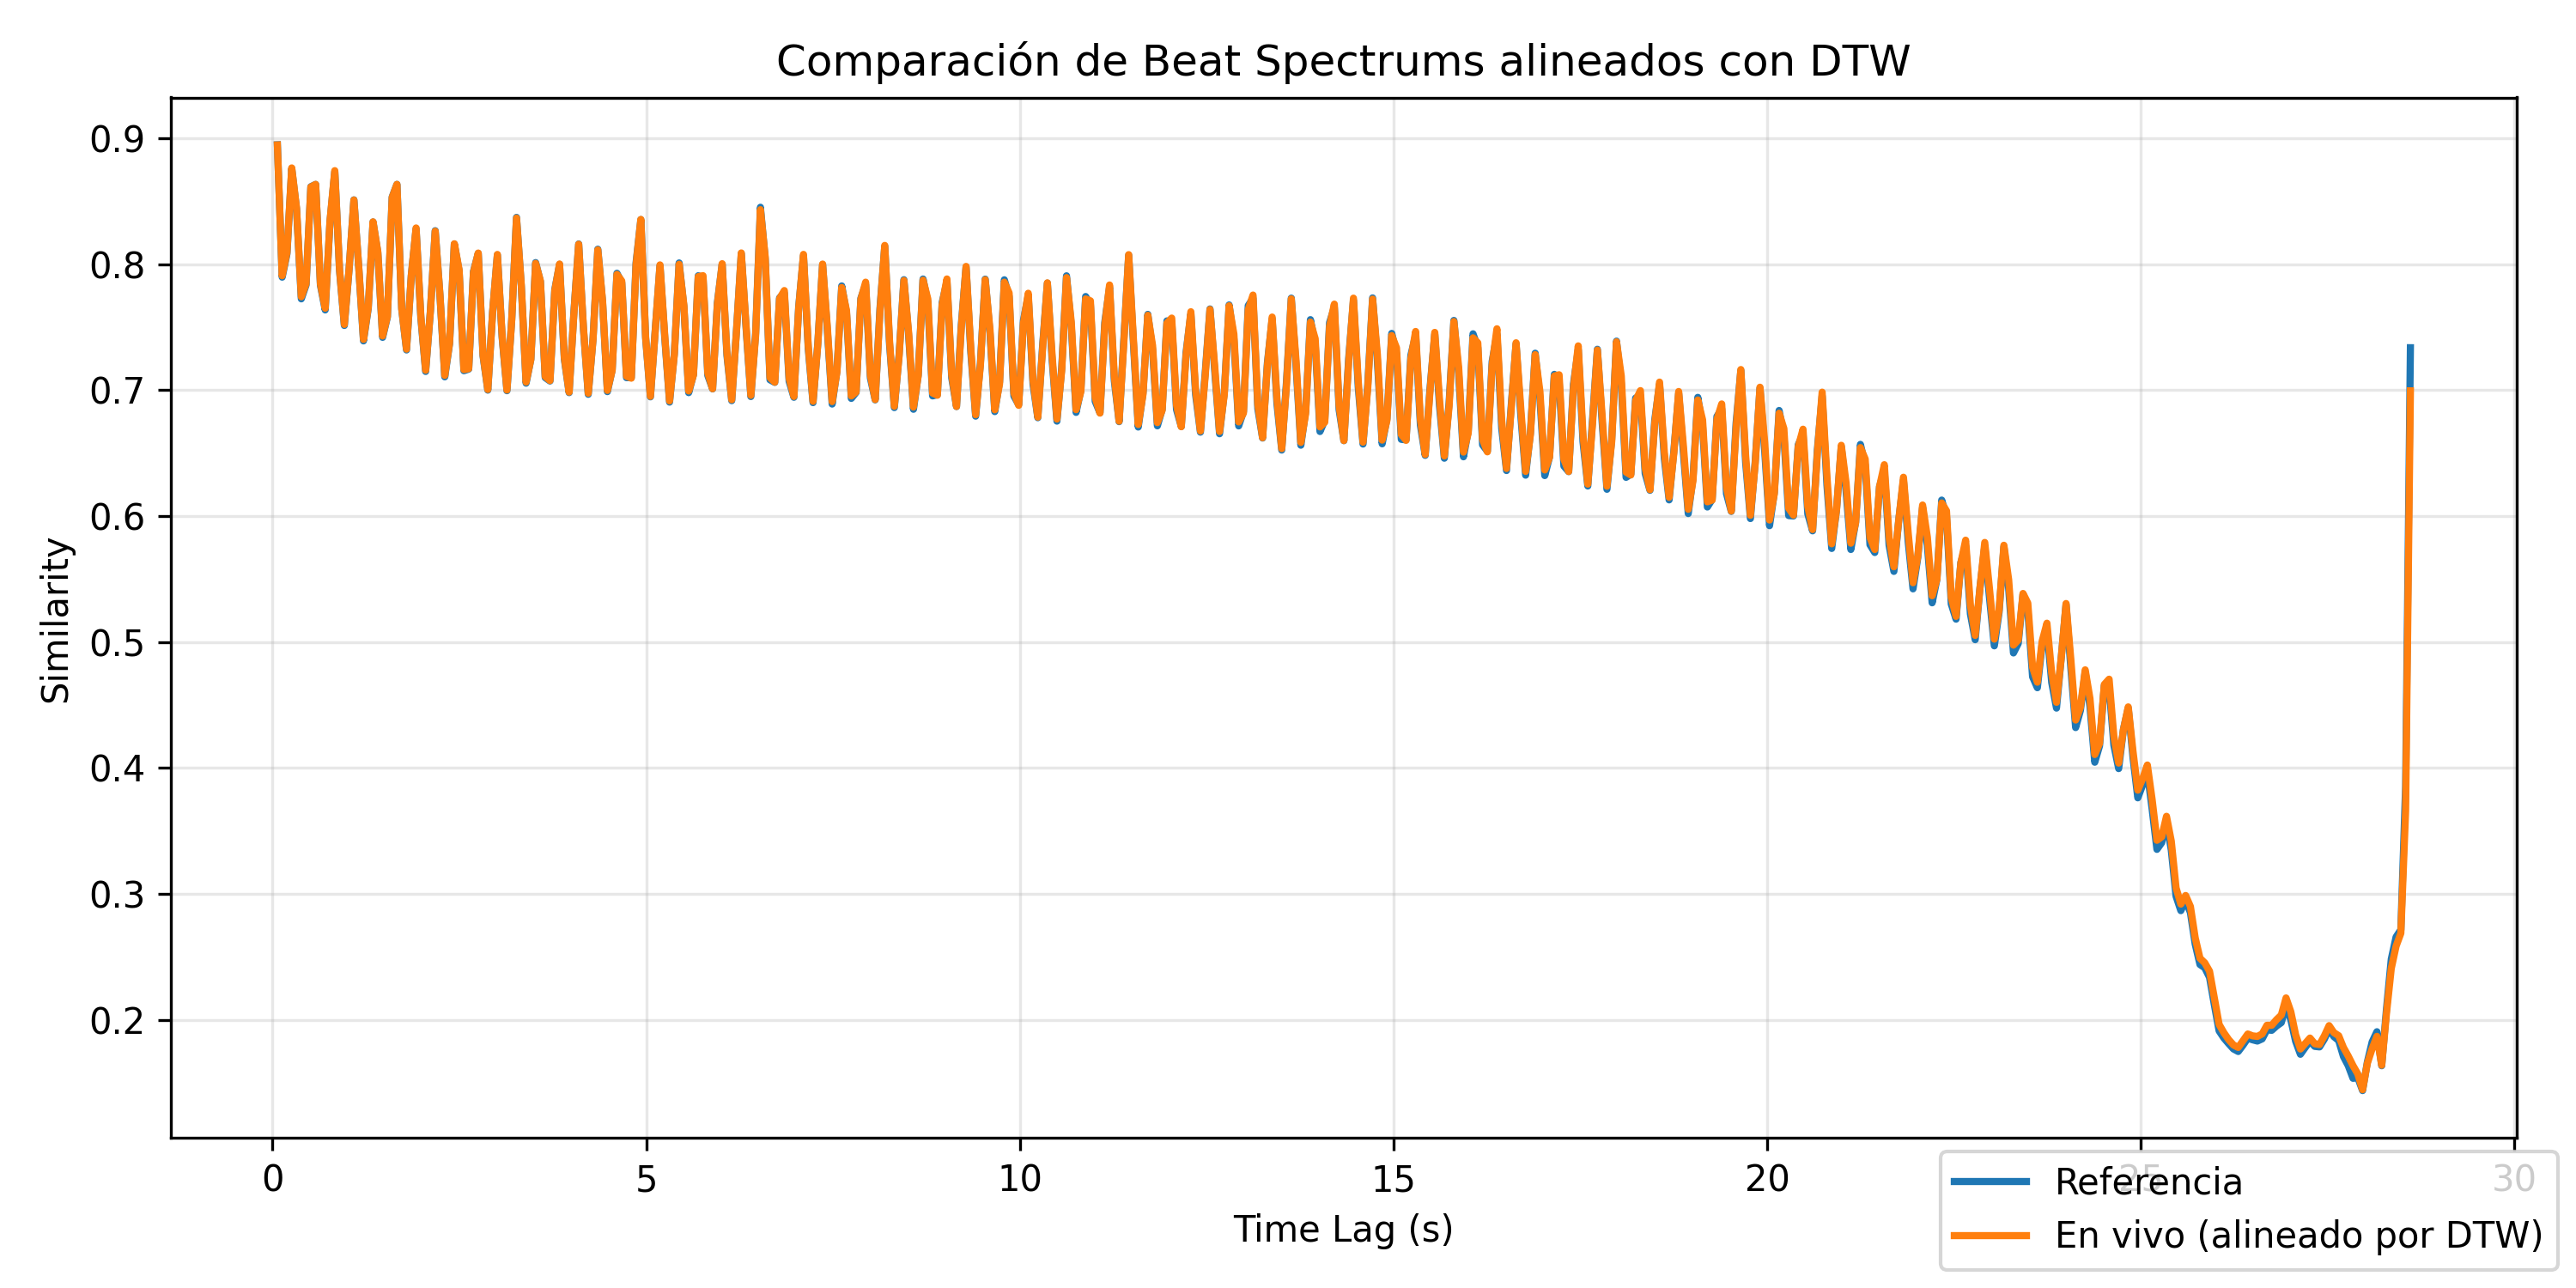 Comparación de Beat Spectrums alineados con DTW
0.9
0.8
0.7
0.6
0.5
0.4
0.3
0.2
Similarity
0 5 10 15 20 25 30
Time Lag (s)
Referencia
En vivo (alineado por DTW)